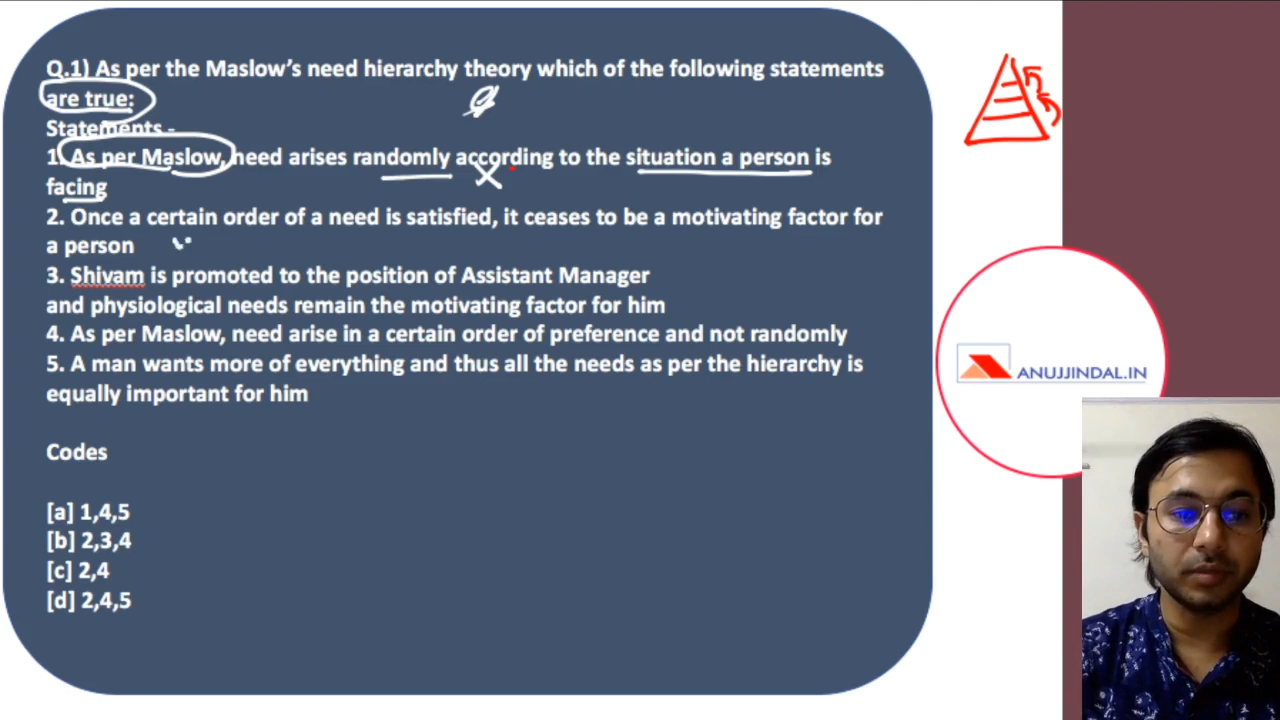 Q.1) As per the Maslow's need hierarchy theory which of the following statements
are true:
Statements -
1. As per Maslow, need arises randomly according to the situation a person is
facing
2. Once a certain order of a need is satisfied, it ceases to be a motivating factor for
a person
3. Shivam is promoted to the position of Assistant Manager
and physiological needs remain the motivating factor for him
4. As per Maslow, need arise in a certain order of preference and not randomly
5. A man wants more of everything and thus all the needs as per the hierarchy is
equally important for him
Codes
[a] 1,4,5
[b] 2,3,4
[c] 2,4
[d] 2,4,5
ANUJJINDAL.IN